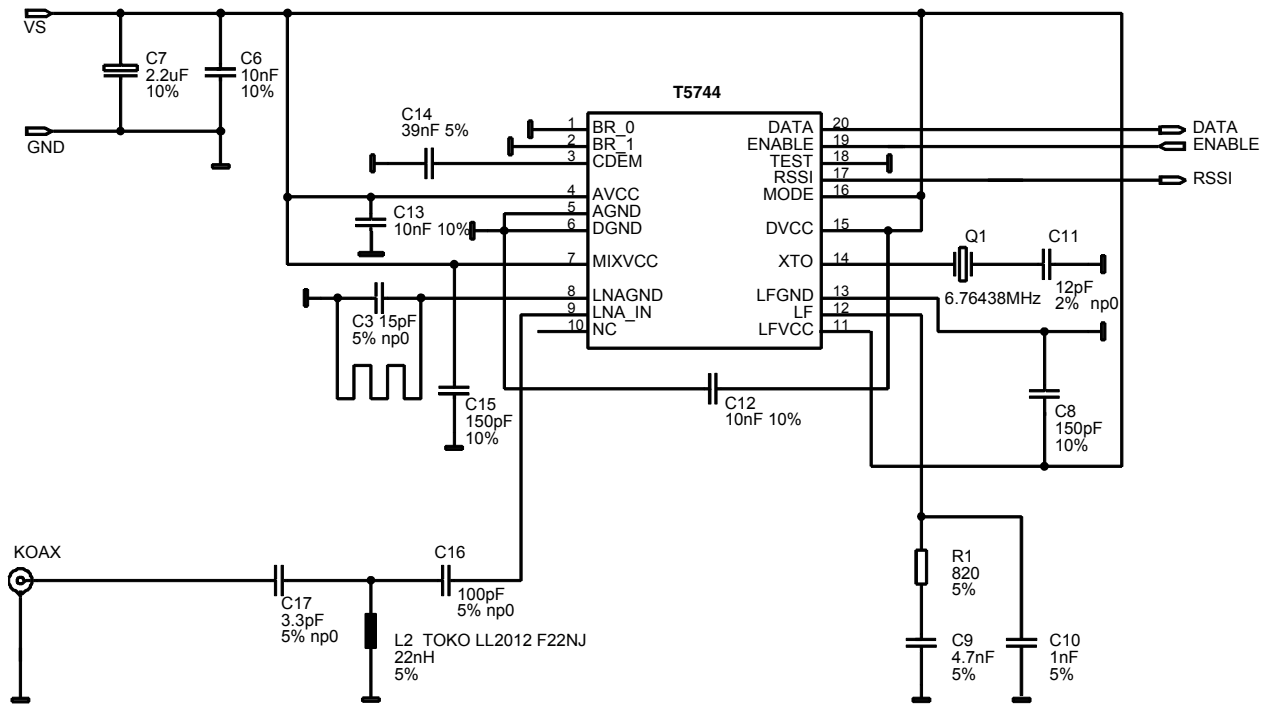 VS
C7
2.2uF
10%
C6
10nF
10%
GND
T5744
C14
39nF 5%
1 BR_0
2 BR_1
3 CDEM
4 AVCC
5 AGND
6 DGND
7 MIXVCC
8 LNAGND
9 LNA_IN
10 NC
DATA 20
ENABLE 19
TEST 18
RSSI 17
MODE 16
DVCC 15
XTO 14
LFGND 13
LF 12
LFVCC 11
DATA
ENABLE
RSSI
C13
10nF 10%
Q1
6.76438MHz
C11
12pF
2% np0
C3 15pF
5% np0
C15
150pF
10%
C12
10nF 10%
C8
150pF
10%
KOAX
C17
3.3pF
5% np0
C16
100pF
5% np0
L2 TOKO LL2012 F22NJ
22nH
5%
R1
820
5%
C9
4.7nF
5%
C10
1nF
5%